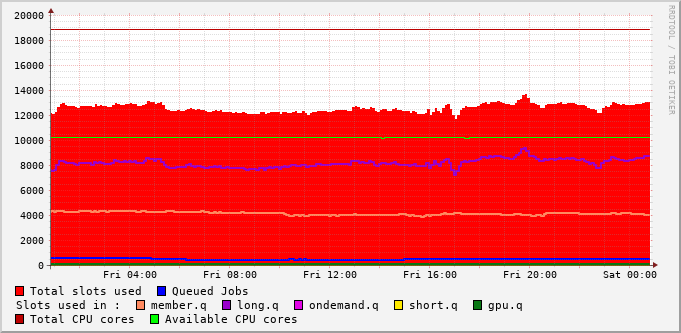 20000
18000
16000
14000
12000
10000
8000
6000
4000
2000
0
Fri 04:00 Fri 08:00 Fri 12:00 Fri 16:00 Fri 20:00 Sat 00:00
RRDTOOL / TOBI OETIKER
Total slots used Queued Jobs
Slots used in : member.q long.q ondemand.q short.q gpu.q
Total CPU cores Available CPU cores